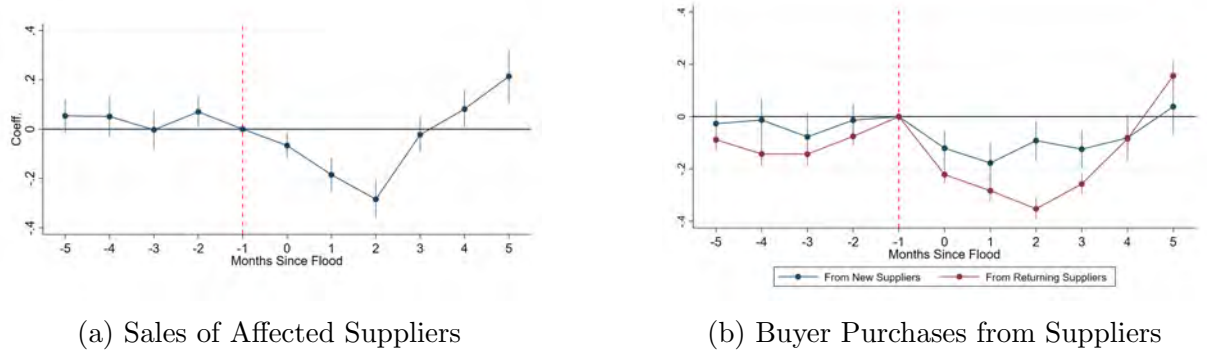 .4
.2
0
-.2
-.4
Coeff.
-5 -4 -3 -2 -1 0 1 2 3 4 5
Months Since Flood
(a) Sales of Affected Suppliers
.4
.2
0
-.2
-.4
-5 -4 -3 -2 -1 0 1 2 3 4 5
Months Since Flood
From New Suppliers From Returning Suppliers
(b) Buyer Purchases from Suppliers